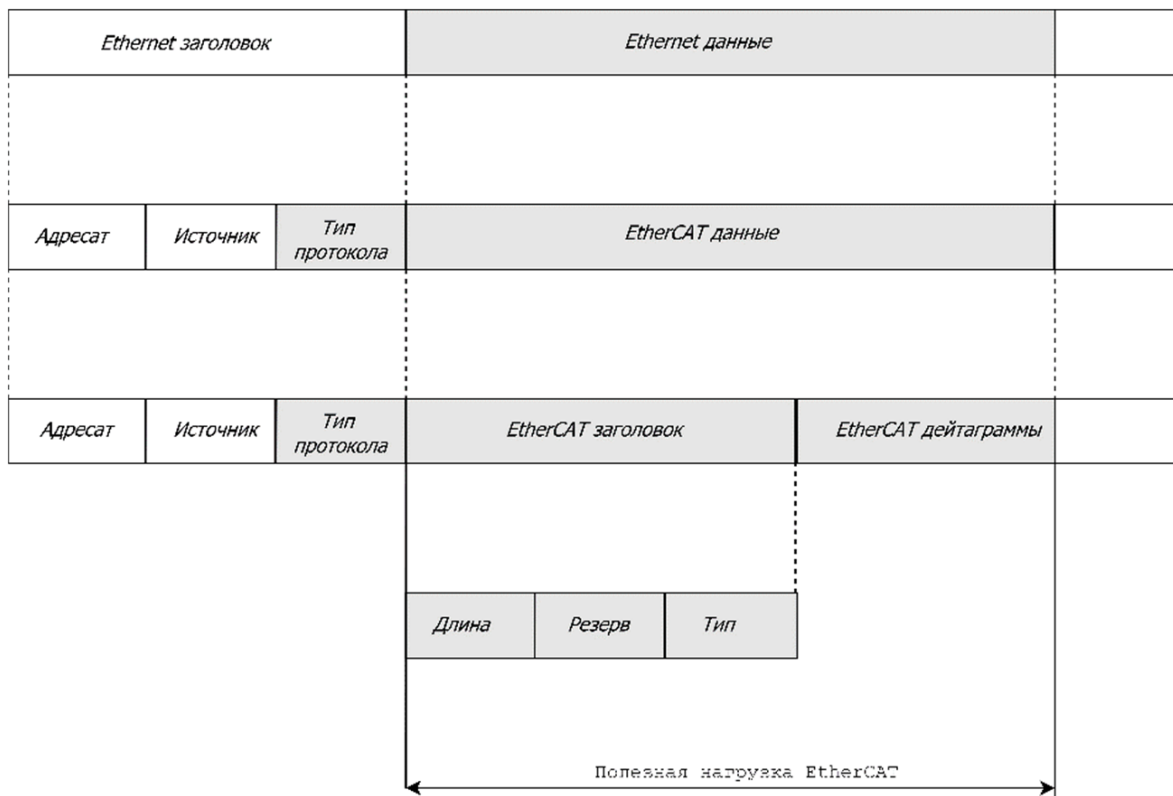 Ethernet заголовок
Ethernet данные
Адресат
Источник
Тип
протокола
EtherCAT данные
Адресат
Источник
Тип
протокола
EtherCAT заголовок
EtherCAT дейтаграммы
Длина
Резерв
Тип
Полезная нагрузка EtherCAT